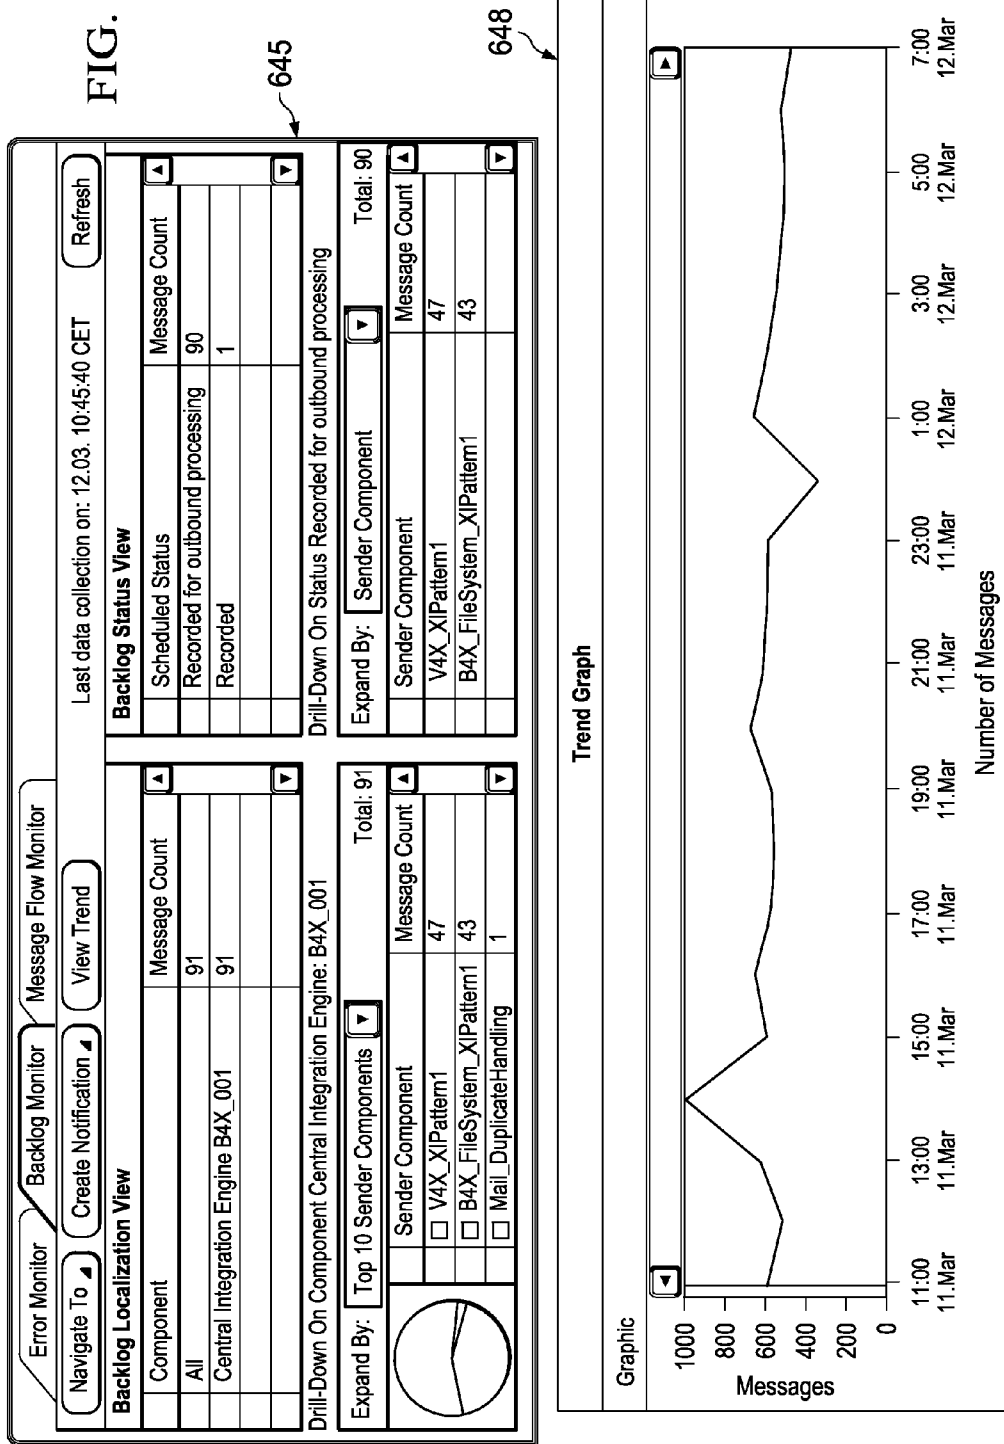 FIG.
645
Error Monitor
Backlog Monitor
Message Flow Monitor
Navigate To
Create Notification
View Trend
Last data collection on: 12.03. 10:45:40 CET
Refresh
Backlog Localization View
Component Message Count
All 91
Central Integration Engine B4X_001 91
Drill-Down On Component Central Integration Engine: B4X_001
Expand By: Top 10 Sender Components Total: 91
Sender Component Message Count
V4X_XIPattern1 47
B4X_FileSystem_XIPattern1 43
Mail_DuplicateHandling 1
Backlog Status View
Scheduled Status Message Count
Recorded for outbound processing 90
Recorded 1
Drill-Down On Status Recorded for outbound processing
Expand By: Sender Component Total: 90
Sender Component Message Count
V4X_XIPattern1 47
B4X_FileSystem_XIPattern1 43
648
Trend Graph
Graphic
Messages
1000
800
600
400
200
0
11:00 13:00 15:00 17:00 19:00 21:00 23:00 1:00 3:00 5:00 7:00
11.Mar 11.Mar 11.Mar 11.Mar 11.Mar 11.Mar 11.Mar 12.Mar 12.Mar 12.Mar 12.Mar
Number of Messages